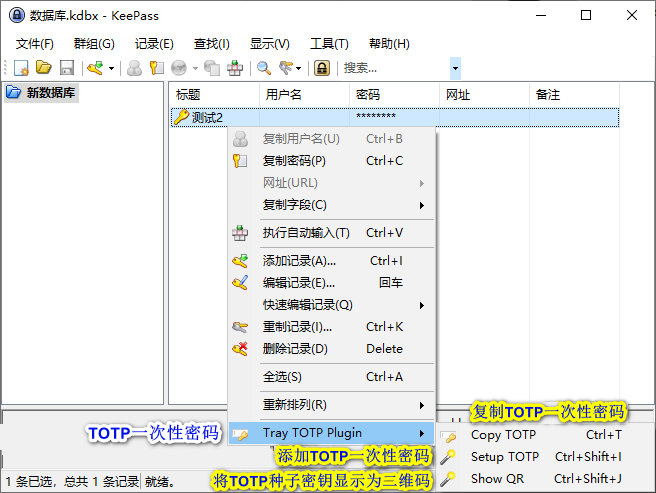 数据库.kdbx - KeePass
文件(F) 群组(G) 记录(E) 查找(I) 显示(V) 工具(T) 帮助(H)
搜索...
新数据库
标题 用户名 密码 网址 备注
测试2 ********
复制用户名(U) Ctrl+B
复制密码(P) Ctrl+C
网址(URL)
复制字段(C)
执行自动输入(T) Ctrl+V
添加记录(A)... Ctrl+I
编辑记录(E)... 回车
快速编辑记录(Q)
重制记录(I)... Ctrl+K
删除记录(D) Delete
全选(S) Ctrl+A
重新排列(R)
复制TOTP一次性密码
TOTP一次性密码 Tray TOTP Plugin Copy TOTP Ctrl+T
添加TOTP一次性密码 Setup TOTP Ctrl+Shift+I
将TOTP种子密钥显示为三维码 Show QR Ctrl+Shift+J
1 条已选，总共 1 条记录 就绪。